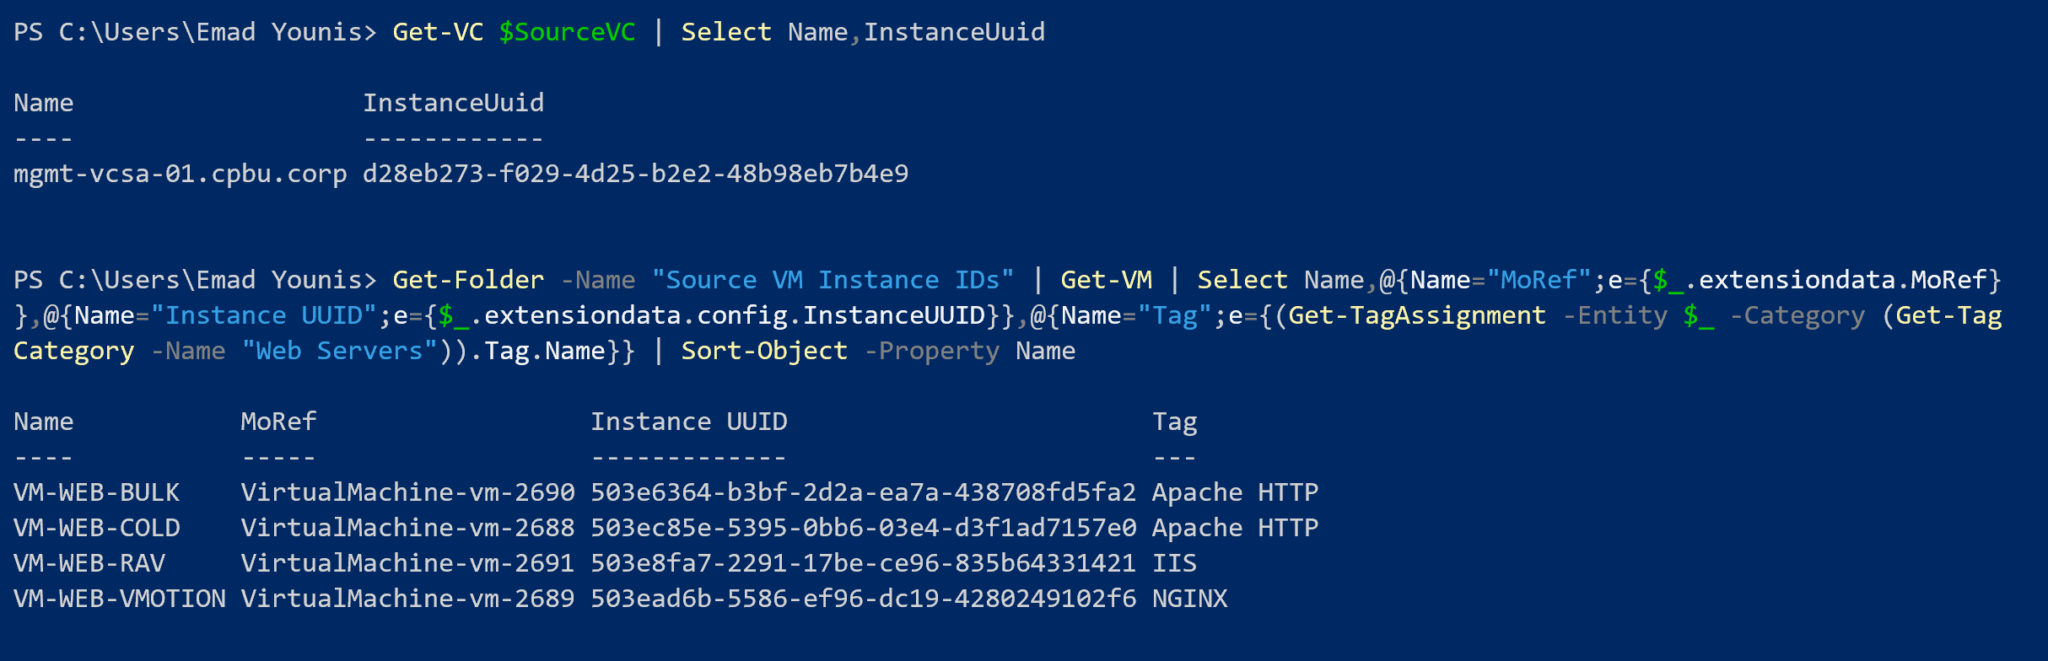 PS C:\Users\Emad Younis> Get-VC $SourceVC | Select Name,InstanceUuid
Name                   InstanceUuid
----                   ------------
mgmt-vcsa-01.cpbu.corp d28eb273-f029-4d25-b2e2-48b98eb7b4e9
PS C:\Users\Emad Younis> Get-Folder -Name "Source VM Instance IDs" | Get-VM | Select Name,@{Name="MoRef";e={$_.extensiondata.MoRef}
},@{Name="Instance UUID";e={$_.extensiondata.config.InstanceUUID}},@{Name="Tag";e={(Get-TagAssignment -Entity $_ -Category (Get-Tag
Category -Name "Web Servers")).Tag.Name}} | Sort-Object -Property Name
Name           MoRef                  Instance UUID                        Tag
----           -----                  -------------                        ---
VM-WEB-BULK    VirtualMachine-vm-2690 503e6364-b3bf-2d2a-ea7a-438708fd5fa2 Apache HTTP
VM-WEB-COLD    VirtualMachine-vm-2688 503ec85e-5395-0bb6-03e4-d3f1ad7157e0 Apache HTTP
VM-WEB-RAV     VirtualMachine-vm-2691 503e8fa7-2291-17be-ce96-835b64331421 IIS
VM-WEB-VMOTION VirtualMachine-vm-2689 503ead6b-5586-ef96-dc19-4280249102f6 NGINX